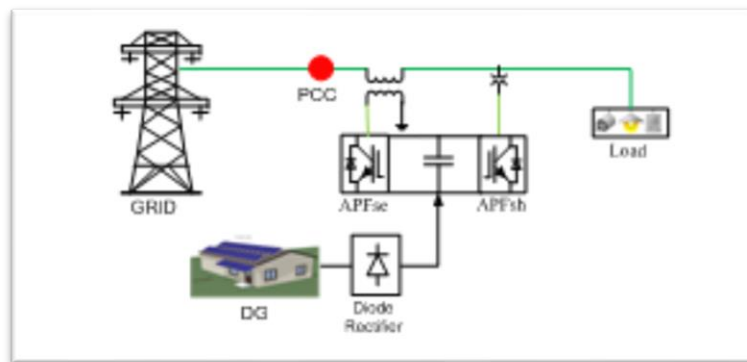 PCC
Load
GRID
APFse
APFsh
DG
Diode
Rectifier